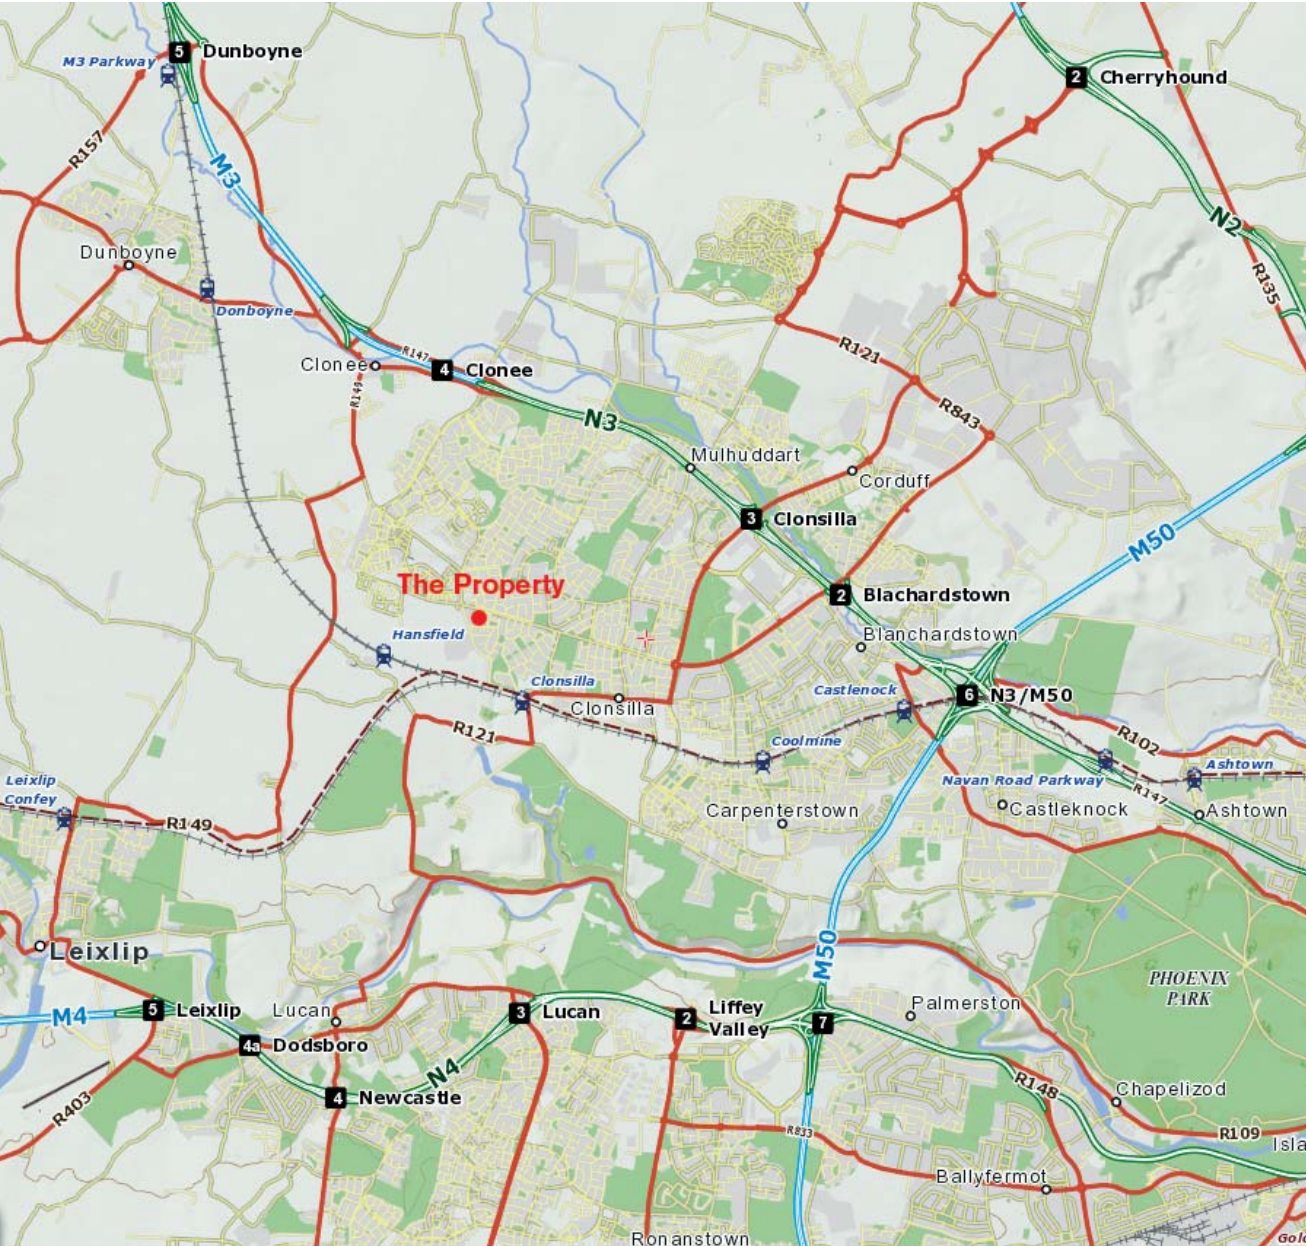 5 Dunboyne
M3 Parkway
2 Cherryhound
R157
M3
N2
Dunboyne
R135
Donboyne
R147
Clonee
4 Clonee
R121
R149
N3
R843
Mulhuddart
Corduff
3 Clonsilla
M50
The Property
2 Blachardstown
Hansfield
Blanchardstown
Clonsilla
Castlenock
6 N3/M50
Clonsilla
R121
Coolmine
R102
Ashtown
Leixlip
Confey
Navan Road Parkway
R147
R149
Carpenterstown
Castleknock
Ashtown
Leixlip
M50
PHOENIX
PARK
M4
5 Leixlip
Lucan
3 Lucan
2 Liffey
Valley
7
Palmerston
4a Dodsboro
N4
4 Newcastle
R148
Chapelizod
R403
R833
R109
Isla
Ballyfermot
Ronanstown
Gol